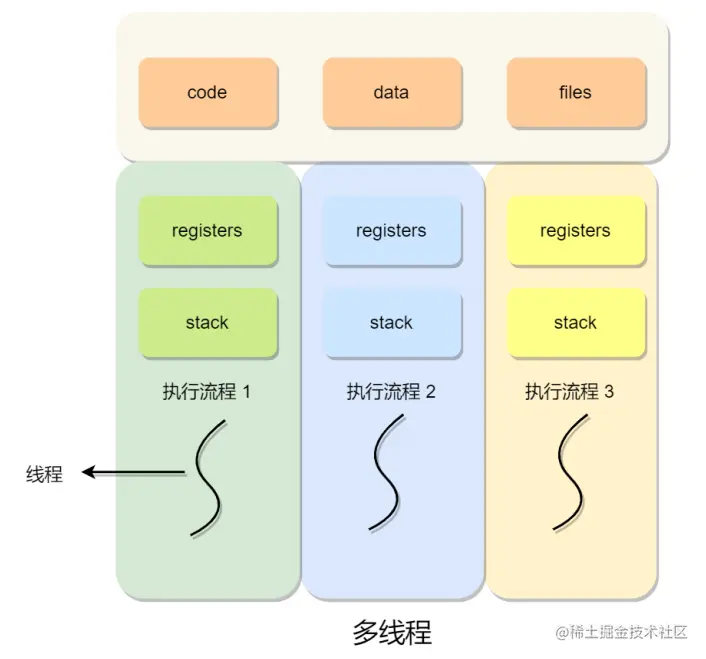 code data files
registers registers registers
stack stack stack
执行流程 1 执行流程 2 执行流程 3
线程
多线程
@稀土掘金技术社区